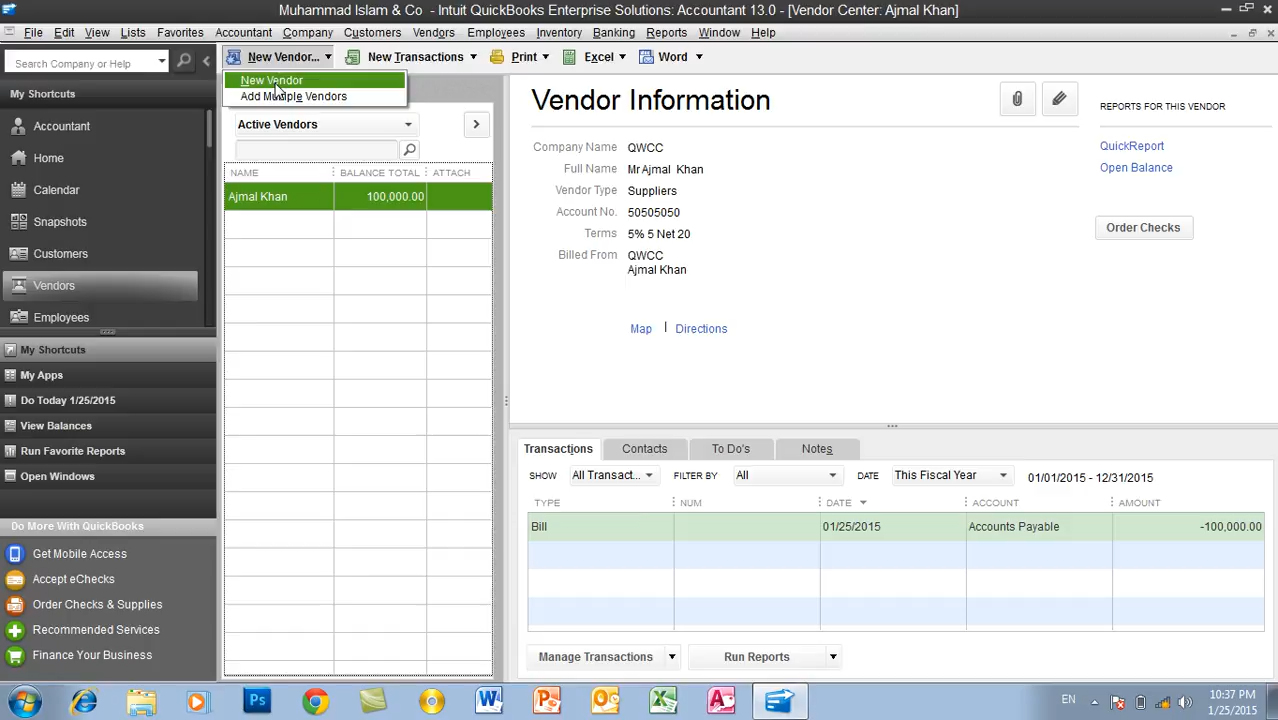 Muhammad Islam & Co - Intuit QuickBooks Enterprise Solutions: Accountant 13.0 - [Vendor Center: Ajmal Khan]
File Edit View Lists Favorites Accountant Company Customers Vendors Employees Inventory Banking Reports Window Help
Search Company or Help
My Shortcuts
Accountant
Home
Calendar
Snapshots
Customers
Vendors
Employees
My Shortcuts
My Apps
Do Today 1/25/2015
View Balances
Run Favorite Reports
Open Windows
Do More With QuickBooks
Get Mobile Access
Accept eChecks
Order Checks & Supplies
Recommended Services
Finance Your Business
New Vendor... New Transactions Print Excel Word
New Vendor
Add Multiple Vendors
Active Vendors
NAME BALANCE TOTAL ATTACH
Ajmal Khan 100,000.00
Vendor Information
Company Name QWCC
Full Name Mr Ajmal Khan
Vendor Type Suppliers
Account No. 50505050
Terms 5% 5 Net 20
Billed From QWCC
Ajmal Khan
Map Directions
REPORTS FOR THIS VENDOR
QuickReport
Open Balance
Order Checks
Transactions Contacts To Do's Notes
SHOW All Transact... FILTER BY All DATE This Fiscal Year 01/01/2015 - 12/31/2015
TYPE NUM DATE ACCOUNT AMOUNT
Bill 01/25/2015 Accounts Payable -100,000.00
Manage Transactions Run Reports
Ps W P O X A EN 10:37 PM
1/25/2015